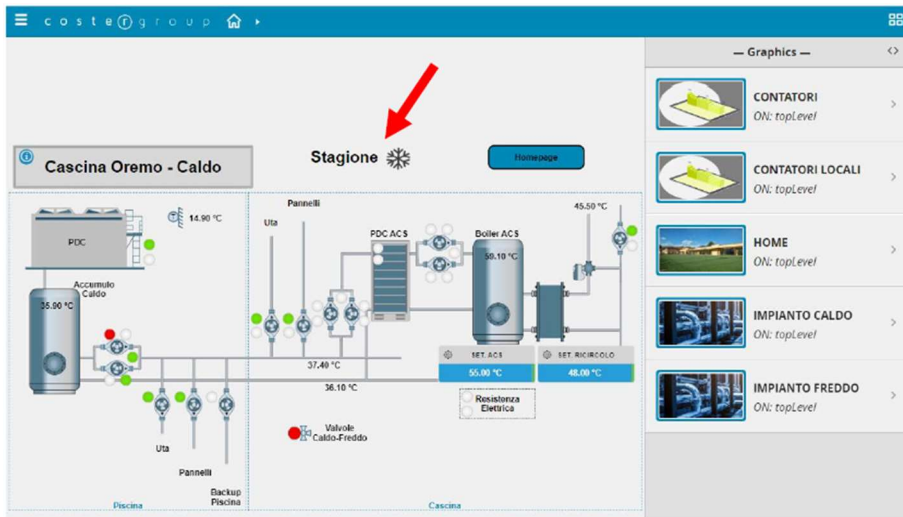 costergroup
— Graphics —
CONTATORI
ON: topLevel
CONTATORI LOCALI
ON: topLevel
HOME
ON: topLevel
IMPIANTO CALDO
ON: topLevel
IMPIANTO FREDDO
ON: topLevel
Cascina Oremo - Caldo
Stagione
Homepage
PDC
14.90 °C
Accumulo
Caldo
35.90 °C
Uta
Pannelli
Backup
Piscina
Piscina
Uta
Pannelli
PDC ACS
Boiler ACS
59.10 °C
45.50 °C
37.40 °C
36.10 °C
SET. ACS
55.00 °C
SET. RICIRCOLO
48.00 °C
Resistenza
Elettrica
Valvole
Caldo-Freddo
Cascina